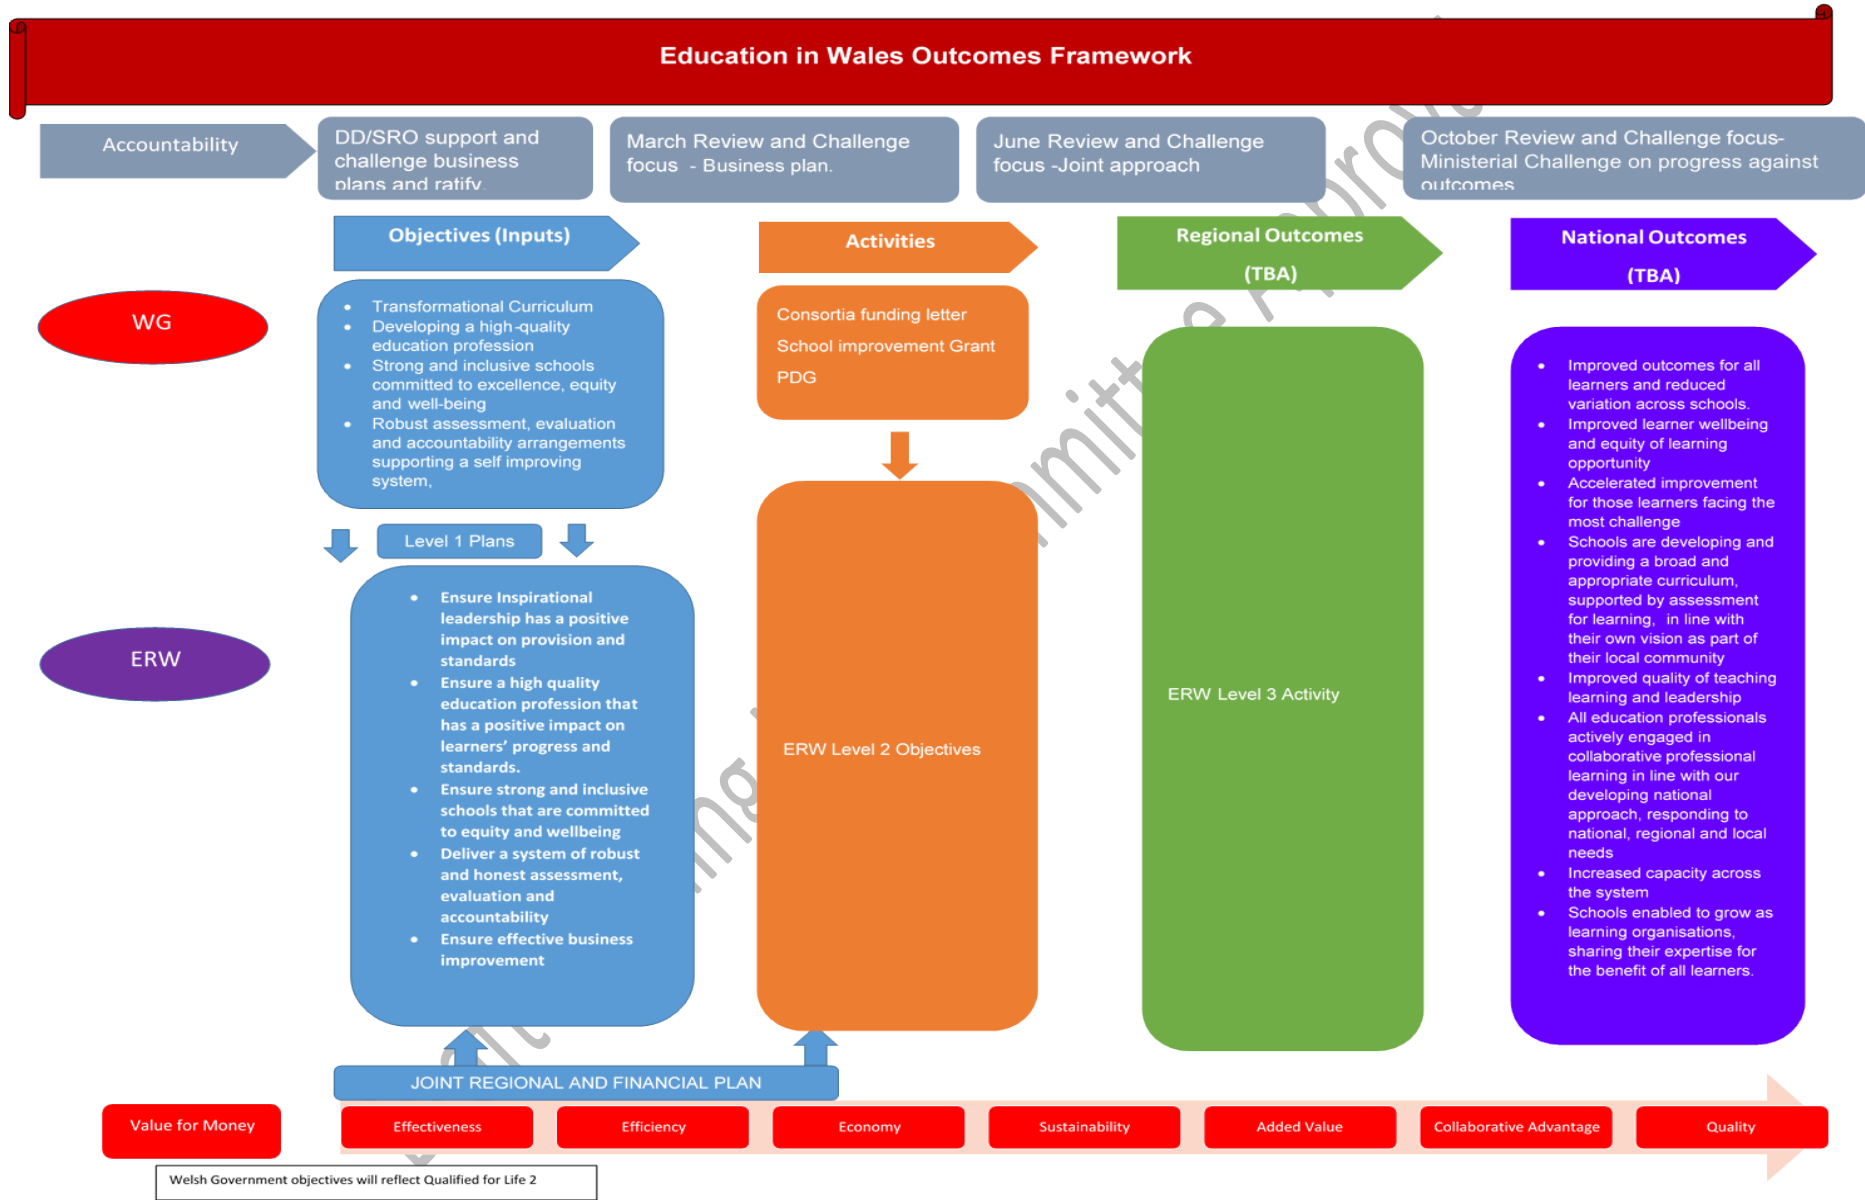 Education in Wales Outcomes Framework
Accountability
DD/SRO support and
challenge business
plans and ratify.
March Review and Challenge
focus - Business plan.
June Review and Challenge
focus -Joint approach
October Review and Challenge focus-
Ministerial Challenge on progress against
outcomes
Objectives (Inputs)
Activities
Regional Outcomes
(TBA)
National Outcomes
(TBA)
WG
• Transformational Curriculum
• Developing a high-quality
education profession
• Strong and inclusive schools
committed to excellence, equity
and well-being
• Robust assessment, evaluation
and accountability arrangements
supporting a self improving
system,
Consortia funding letter
School improvement Grant
PDG
Level 1 Plans
ERW
• Ensure Inspirational
leadership has a positive
impact on provision and
standards
• Ensure a high quality
education profession that
has a positive impact on
learners' progress and
standards.
• Ensure strong and inclusive
schools that are committed
to equity and wellbeing
• Deliver a system of robust
and honest assessment,
evaluation and
accountability
• Ensure effective business
improvement
ERW Level 2 Objectives
ERW Level 3 Activity
• Improved outcomes for all
learners and reduced
variation across schools.
• Improved learner wellbeing
and equity of learning
opportunity
• Accelerated improvement
for those learners facing the
most challenge
• Schools are developing and
providing a broad and
appropriate curriculum,
supported by assessment
for learning, in line with
their own vision as part of
their local community
• Improved quality of teaching
learning and leadership
• All education professionals
actively engaged in
collaborative professional
learning in line with our
developing national
approach, responding to
national, regional and local
needs
• Increased capacity across
the system
• Schools enabled to grow as
learning organisations,
sharing their expertise for
the benefit of all learners.
JOINT REGIONAL AND FINANCIAL PLAN
Value for Money
Effectiveness
Efficiency
Economy
Sustainability
Added Value
Collaborative Advantage
Quality
Welsh Government objectives will reflect Qualified for Life 2